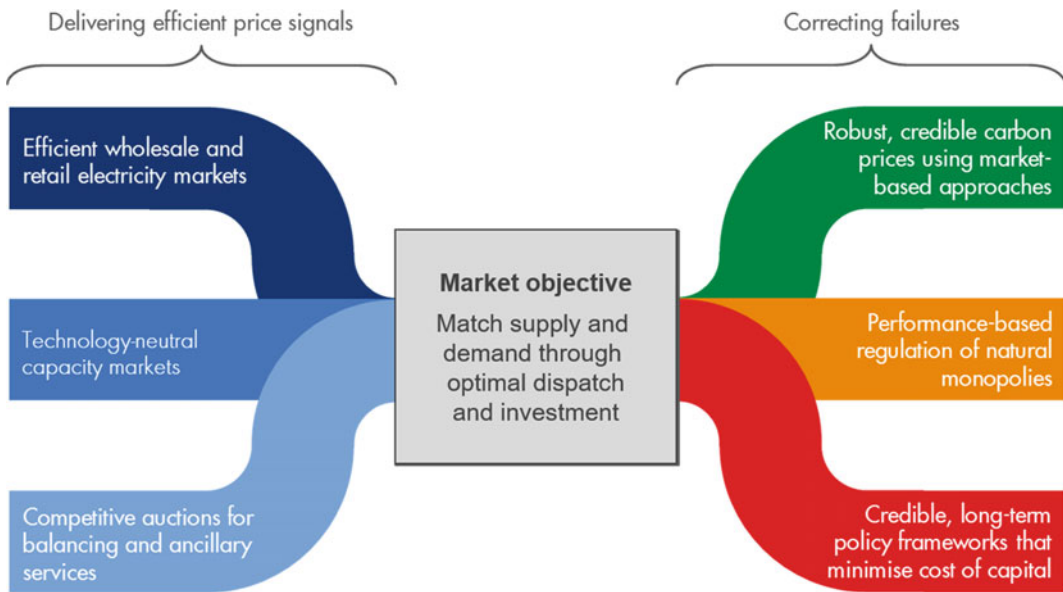 Delivering efficient price signals
Correcting failures
Efficient wholesale and
retail electricity markets
Technology-neutral
capacity markets
Competitive auctions for
balancing and ancillary
services
Market objective
Match supply and
demand through
optimal dispatch
and investment
Robust, credible carbon
prices using market-
based approaches
Performance-based
regulation of natural
monopolies
Credible, long-term
policy frameworks that
minimise cost of capital